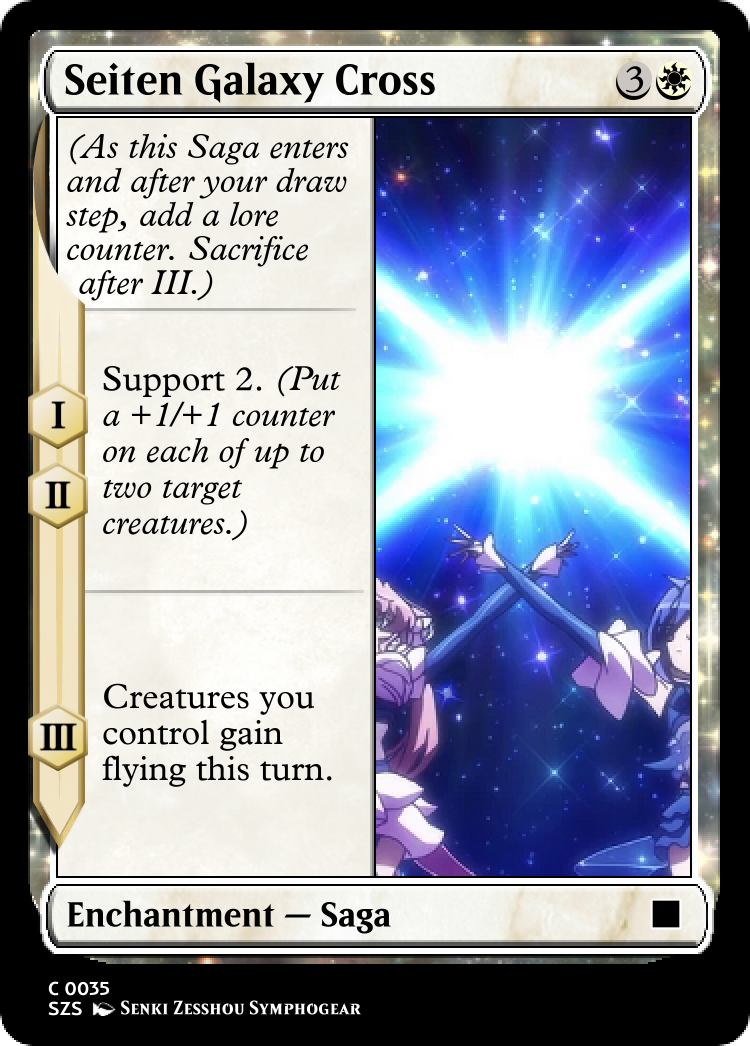 Seiten Galaxy Cross 3
(As this Saga enters
and after your draw
step, add a lore
counter. Sacrifice
after III.)
I
II
Support 2. (Put
a +1/+1 counter
on each of up to
two target
creatures.)
III
Creatures you
control gain
flying this turn.
Enchantment — Saga
C 0035
SZS Senki Zesshou Symphogear